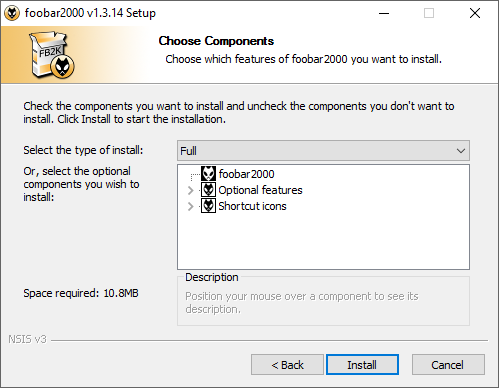 foobar2000 v1.3.14 Setup
FB2K
Choose Components
Choose which features of foobar2000 you want to install.
Check the components you want to install and uncheck the components you don't want to
install. Click Install to start the installation.
Select the type of install:
Full
Or, select the optional
components you wish to
install:
foobar2000
Optional features
Shortcut icons
Space required: 10.8MB
Description
Position your mouse over a component to see its
description.
NSIS v3
< Back
Install
Cancel